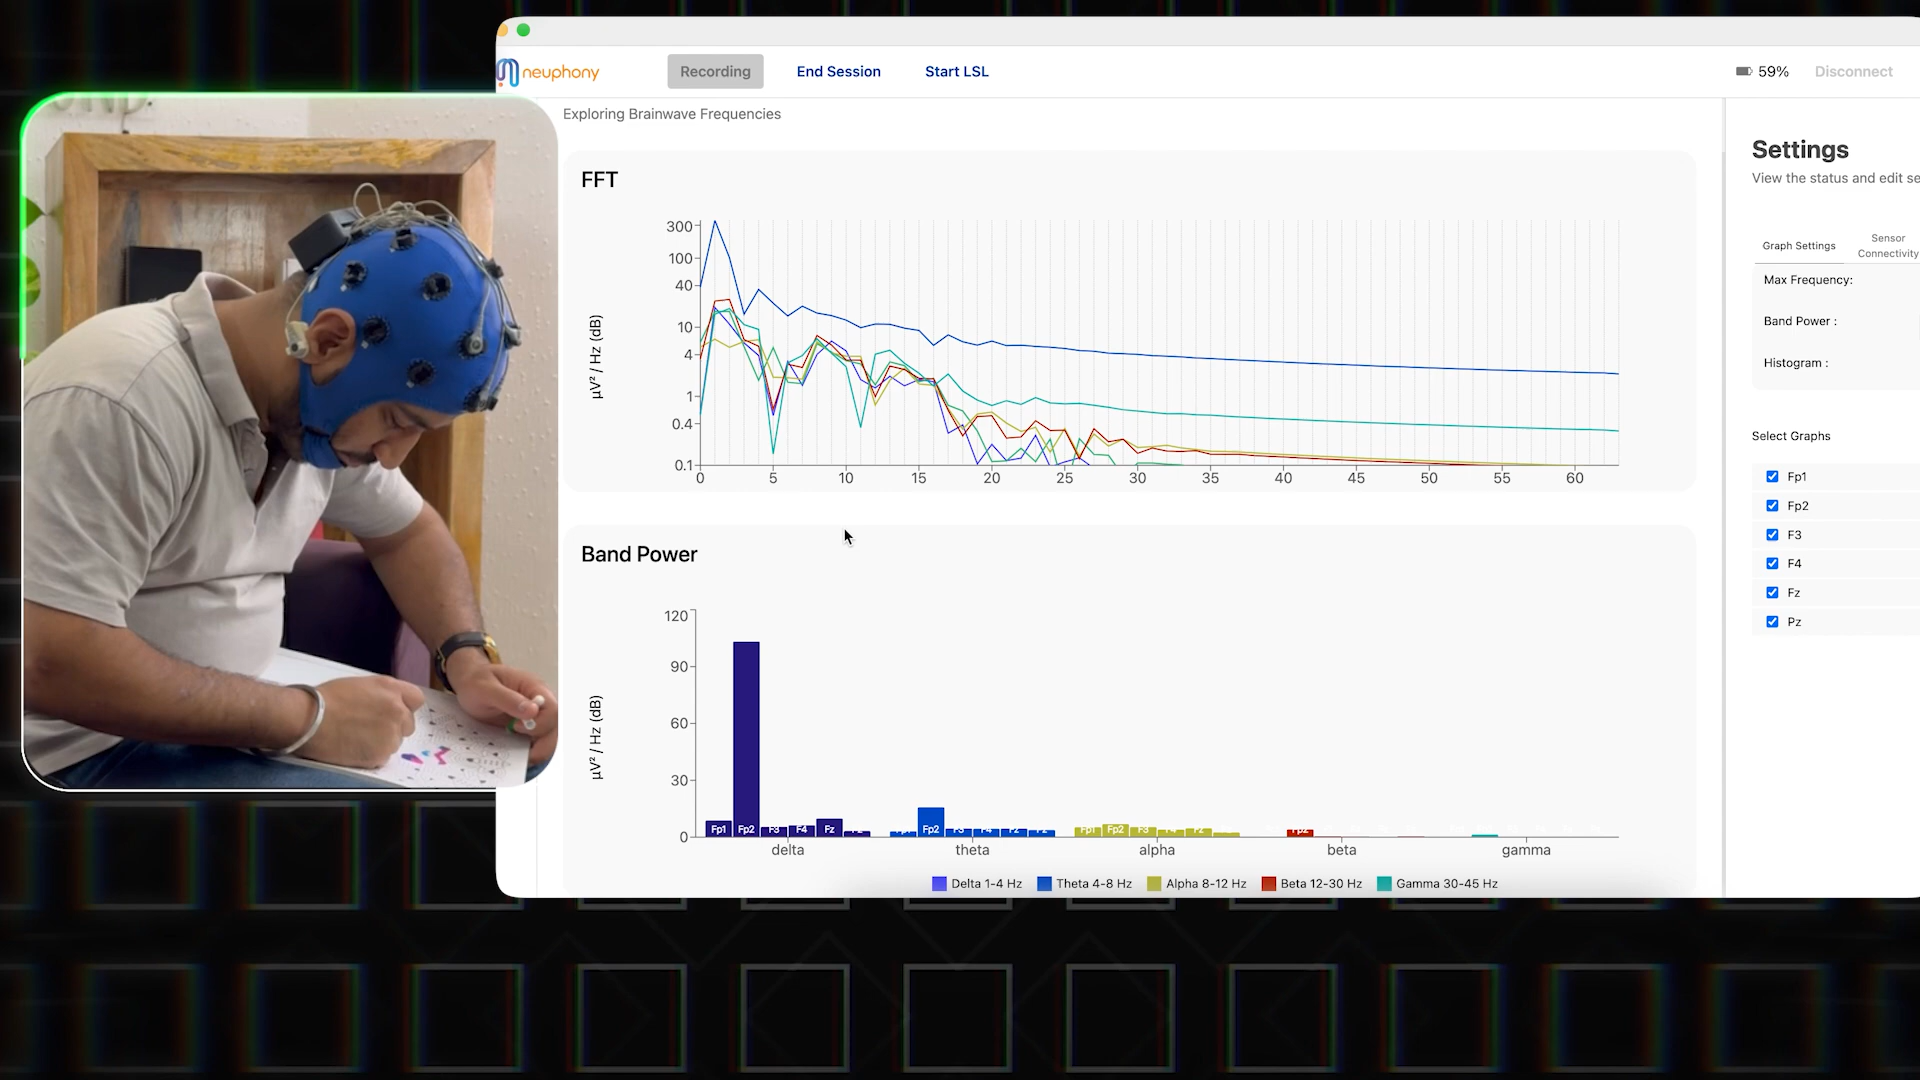 neuphony
Recording
End Session
Start LSL
59%
Disconnect
Exploring Brainwave Frequencies
FFT
300
100
40
10
4
1
0.4
0.1
µV² / Hz (dB)
0 5 10 15 20 25 30 35 40 45 50 55 60
Band Power
120
90
60
30
0
µV² / Hz (dB)
Fp1 Fp2 F3 F4 Fz
Fp2 F3 F4 Fz
Fp1 Fp2 F3 Fz
Fp2
delta theta alpha beta gamma
Delta 1-4 Hz Theta 4-8 Hz Alpha 8-12 Hz Beta 12-30 Hz Gamma 30-45 Hz
Settings
View the status and edit se
Graph Settings
Sensor
Connectivity
Max Frequency:
Band Power :
Histogram :
Select Graphs
Fp1
Fp2
F3
F4
Fz
Pz